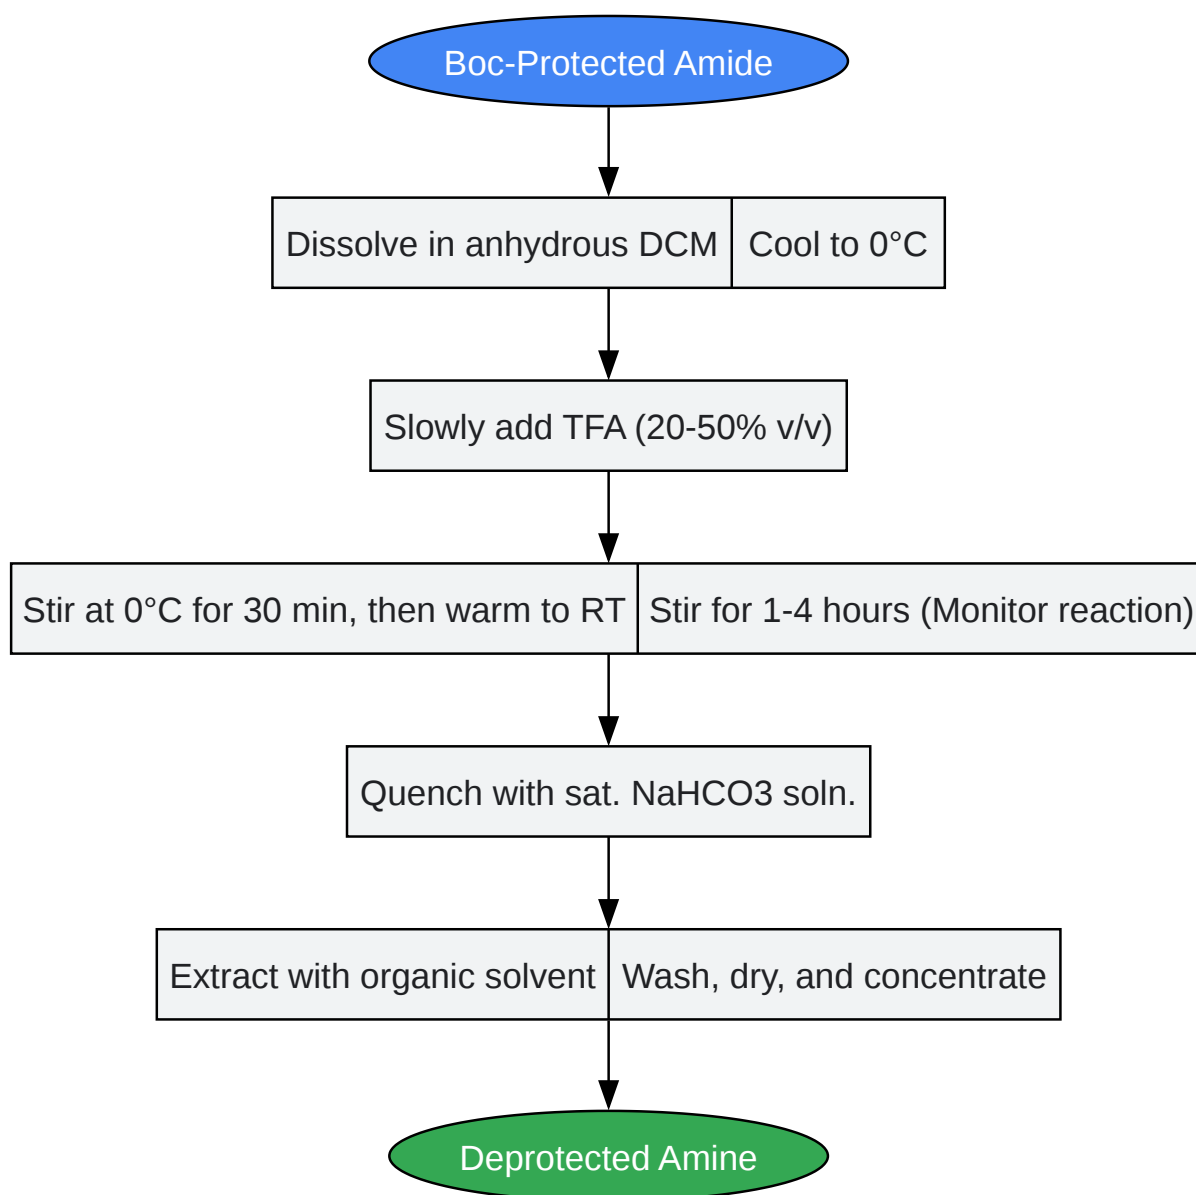 Boc-Protected Amide
Dissolve in anhydrous DCM
Cool to 0°C
Slowly add TFA (20-50% v/v)
Stir at 0°C for 30 min, then warm to RT
Stir for 1-4 hours (Monitor reaction)
Quench with sat. NaHCO3 soln.
Extract with organic solvent
Wash, dry, and concentrate
Deprotected Amine